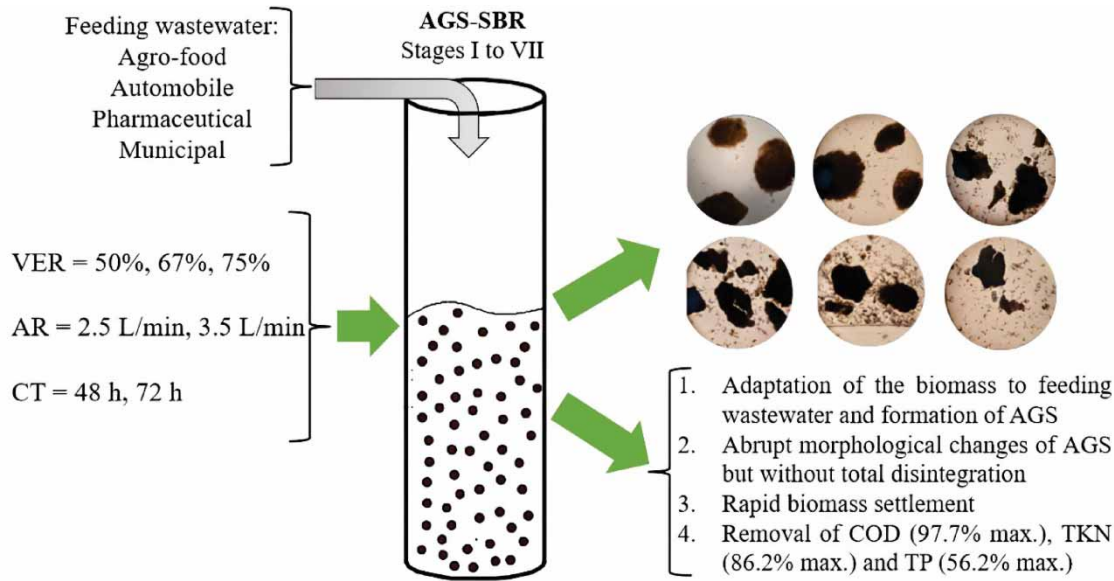 Feeding wastewater:
Agro-food
Automobile
Pharmaceutical
Municipal
AGS-SBR
Stages I to VII
VER = 50%, 67%, 75%
AR = 2.5 L/min, 3.5 L/min
CT = 48 h, 72 h
1. Adaptation of the biomass to feeding
wastewater and formation of AGS
2. Abrupt morphological changes of AGS
but without total disintegration
3. Rapid biomass settlement
4. Removal of COD (97.7% max.), TKN
(86.2% max.) and TP (56.2% max.)